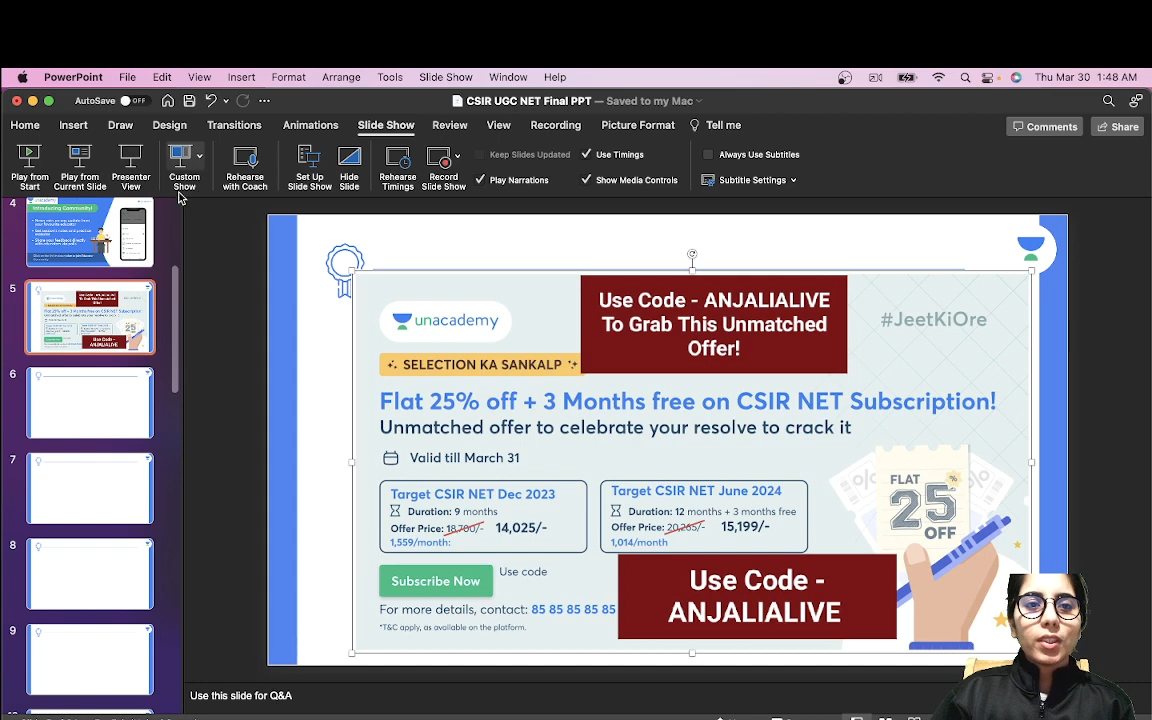 PowerPoint File Edit View Insert Format Arrange Tools Slide Show Window Help Thu Mar 30 1:48 AM
AutoSave OFF CSIR UGC NET Final PPT — Saved to my Mac
Home Insert Draw Design Transitions Animations Slide Show Review View Recording Picture Format Tell me Comments Share
Play from Start
Play from Current Slide
Presenter View
Custom Show
Rehearse with Coach
Set Up Slide Show
Hide Slide
Rehearse Timings
Record Slide Show
Keep Slides Updated
Use Timings
Play Narrations
Show Media Controls
Always Use Subtitles
Subtitle Settings
4
unacademy
Introducing Community!
5
6
7
8
9
unacademy
Use Code - ANJALIALIVE
To Grab This Unmatched
Offer!
#JeetKiOre
SELECTION KA SANKALP
Flat 25% off + 3 Months free on CSIR NET Subscription!
Unmatched offer to celebrate your resolve to crack it
Valid till March 31
Target CSIR NET Dec 2023
Duration: 9 months
Offer Price: 18,700/- 14,025/-
1,559/month:
Target CSIR NET June 2024
Duration: 12 months + 3 months free
Offer Price: 20,265/- 15,199/-
1,014/month
FLAT
25
%
OFF
Subscribe Now
Use code
Use Code -
ANJALIALIVE
For more details, contact: 85 85 85 85 85
*T&C apply, as available on the platform.
Use this slide for Q&A